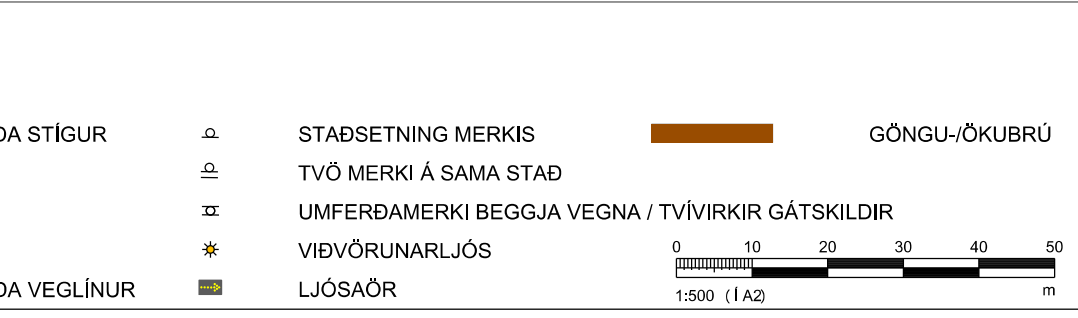 DA STÍGUR STAÐSETNING MERKIS GÖNGU-/ÖKUBRÚ
TVÖ MERKI Á SAMA STAÐ
UMFERÐAMERKI BEGGJA VEGNA / TVÍVIRKIR GÁTSKILDIR
VIÐVÖRUNARLJÓS 0 10 20 30 40 50
DA VEGLÍNUR LJÓSAÖR 1:500 ( Í A2) m